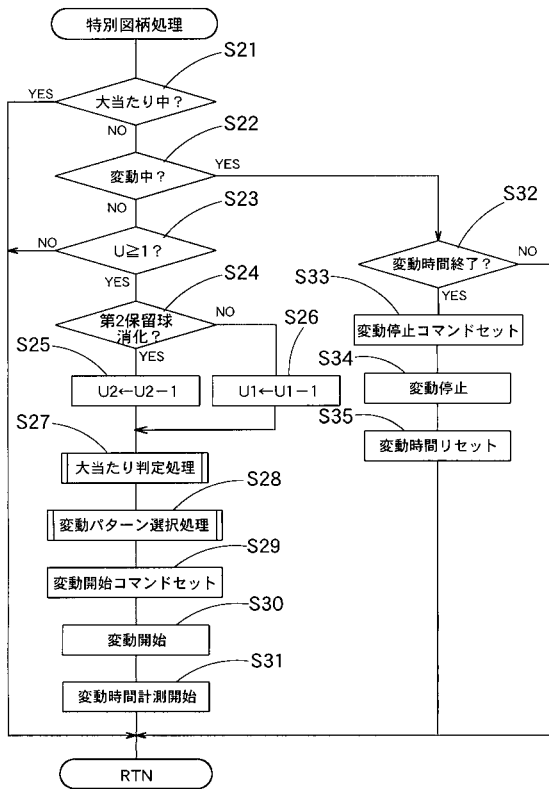 特別図柄処理
S21
YES
大当たり中？
NO
S22
変動中？
YES
NO
S23
S32
NO
U≧1？
変動時間終了？
NO
YES
S24
S33
YES
第2保留球
消化？
NO
変動停止コマンドセット
S25
YES
S26
S34
U2←U2−1
U1←U1−1
変動停止
S27
S35
大当たり判定処理
変動時間リセット
S28
変動パターン選択処理
S29
変動開始コマンドセット
S30
変動開始
S31
変動時間計測開始
RTN